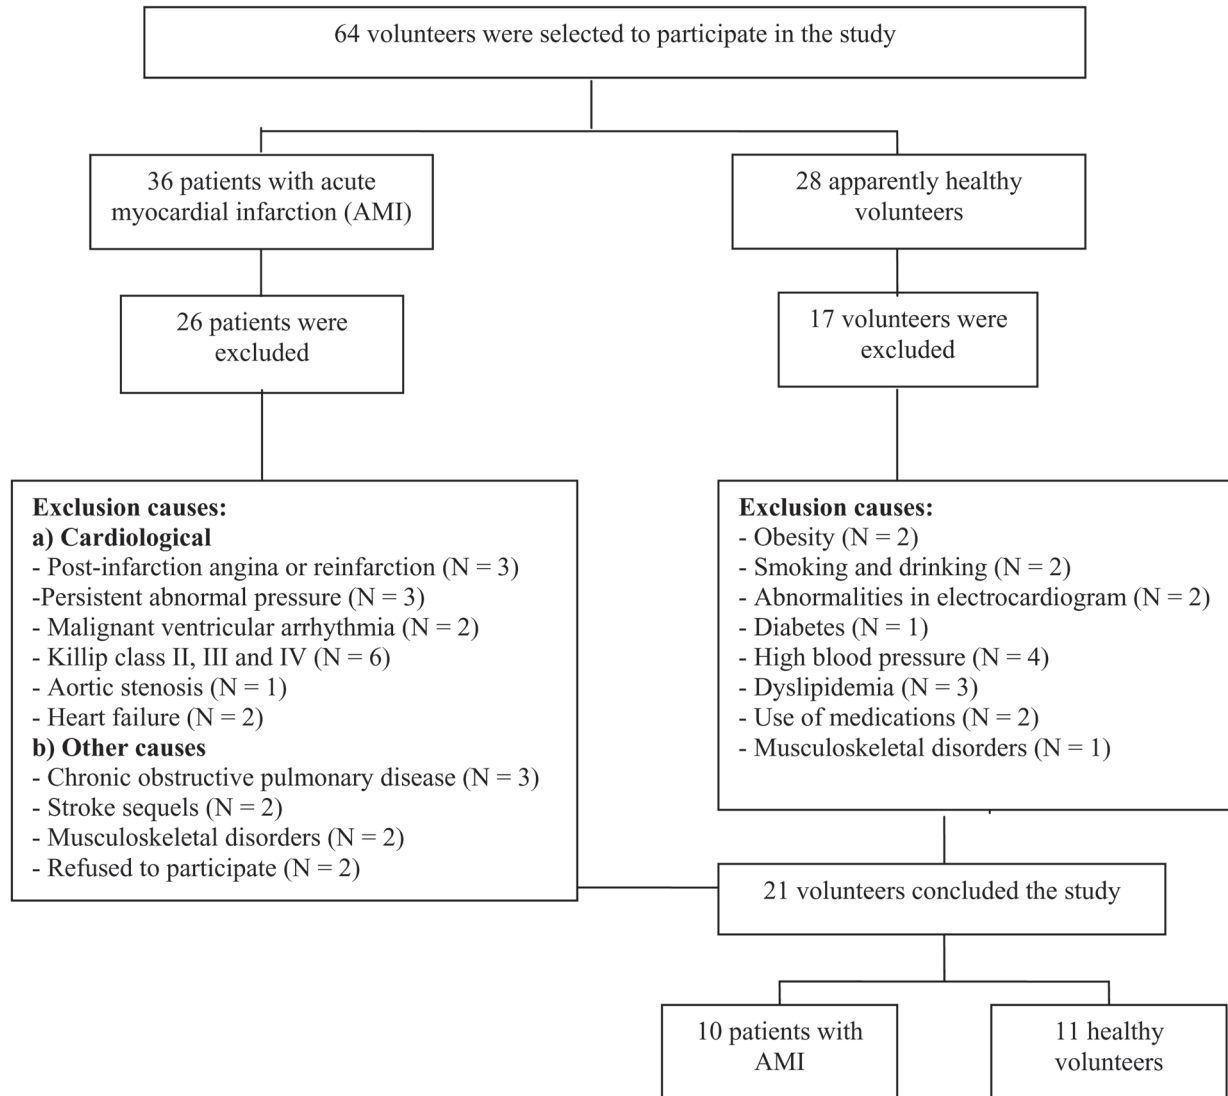 64 volunteers were selected to participate in the study
36 patients with acute
myocardial infarction (AMI)
28 apparently healthy
volunteers
26 patients were
excluded
17 volunteers were
excluded
Exclusion causes:
a) Cardiological
- Post-infarction angina or reinfarction (N = 3)
-Persistent abnormal pressure (N = 3)
- Malignant ventricular arrhythmia (N = 2)
- Killip class II, III and IV (N = 6)
- Aortic stenosis (N = 1)
- Heart failure (N = 2)
b) Other causes
- Chronic obstructive pulmonary disease (N = 3)
- Stroke sequels (N = 2)
- Musculoskeletal disorders (N = 2)
- Refused to participate (N = 2)
Exclusion causes:
- Obesity (N = 2)
- Smoking and drinking (N = 2)
- Abnormalities in electrocardiogram (N = 2)
- Diabetes (N = 1)
- High blood pressure (N = 4)
- Dyslipidemia (N = 3)
- Use of medications (N = 2)
- Musculoskeletal disorders (N = 1)
21 volunteers concluded the study
10 patients with
AMI
11 healthy
volunteers